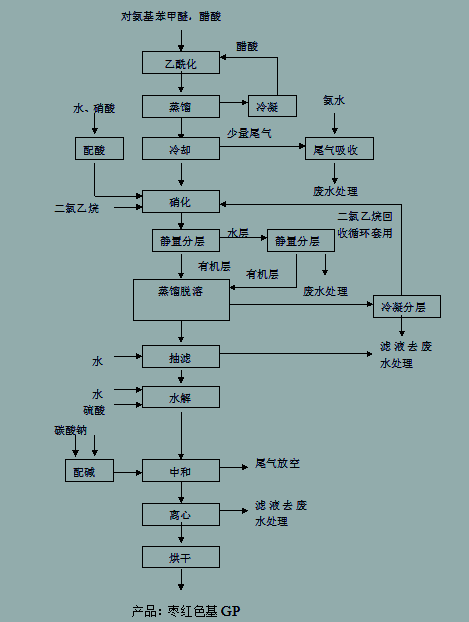 对氨基苯甲醚，醋酸
醋酸
乙酰化
蒸馏
冷凝
水、硝酸
氨水
少量尾气
配酸
冷却
尾气吸收
废水处理
硝化
二氯乙烷
二氯乙烷回
收循环套用
水层
静置分层
静置分层
有机层
有机层
蒸馏脱溶
废水处理
冷凝分层
滤液去废
水处理
水
抽滤
水
硫酸
水解
碳酸钠
配碱
中和
尾气放空
离心
滤液去废
水处理
烘干
产品：枣红色基GP